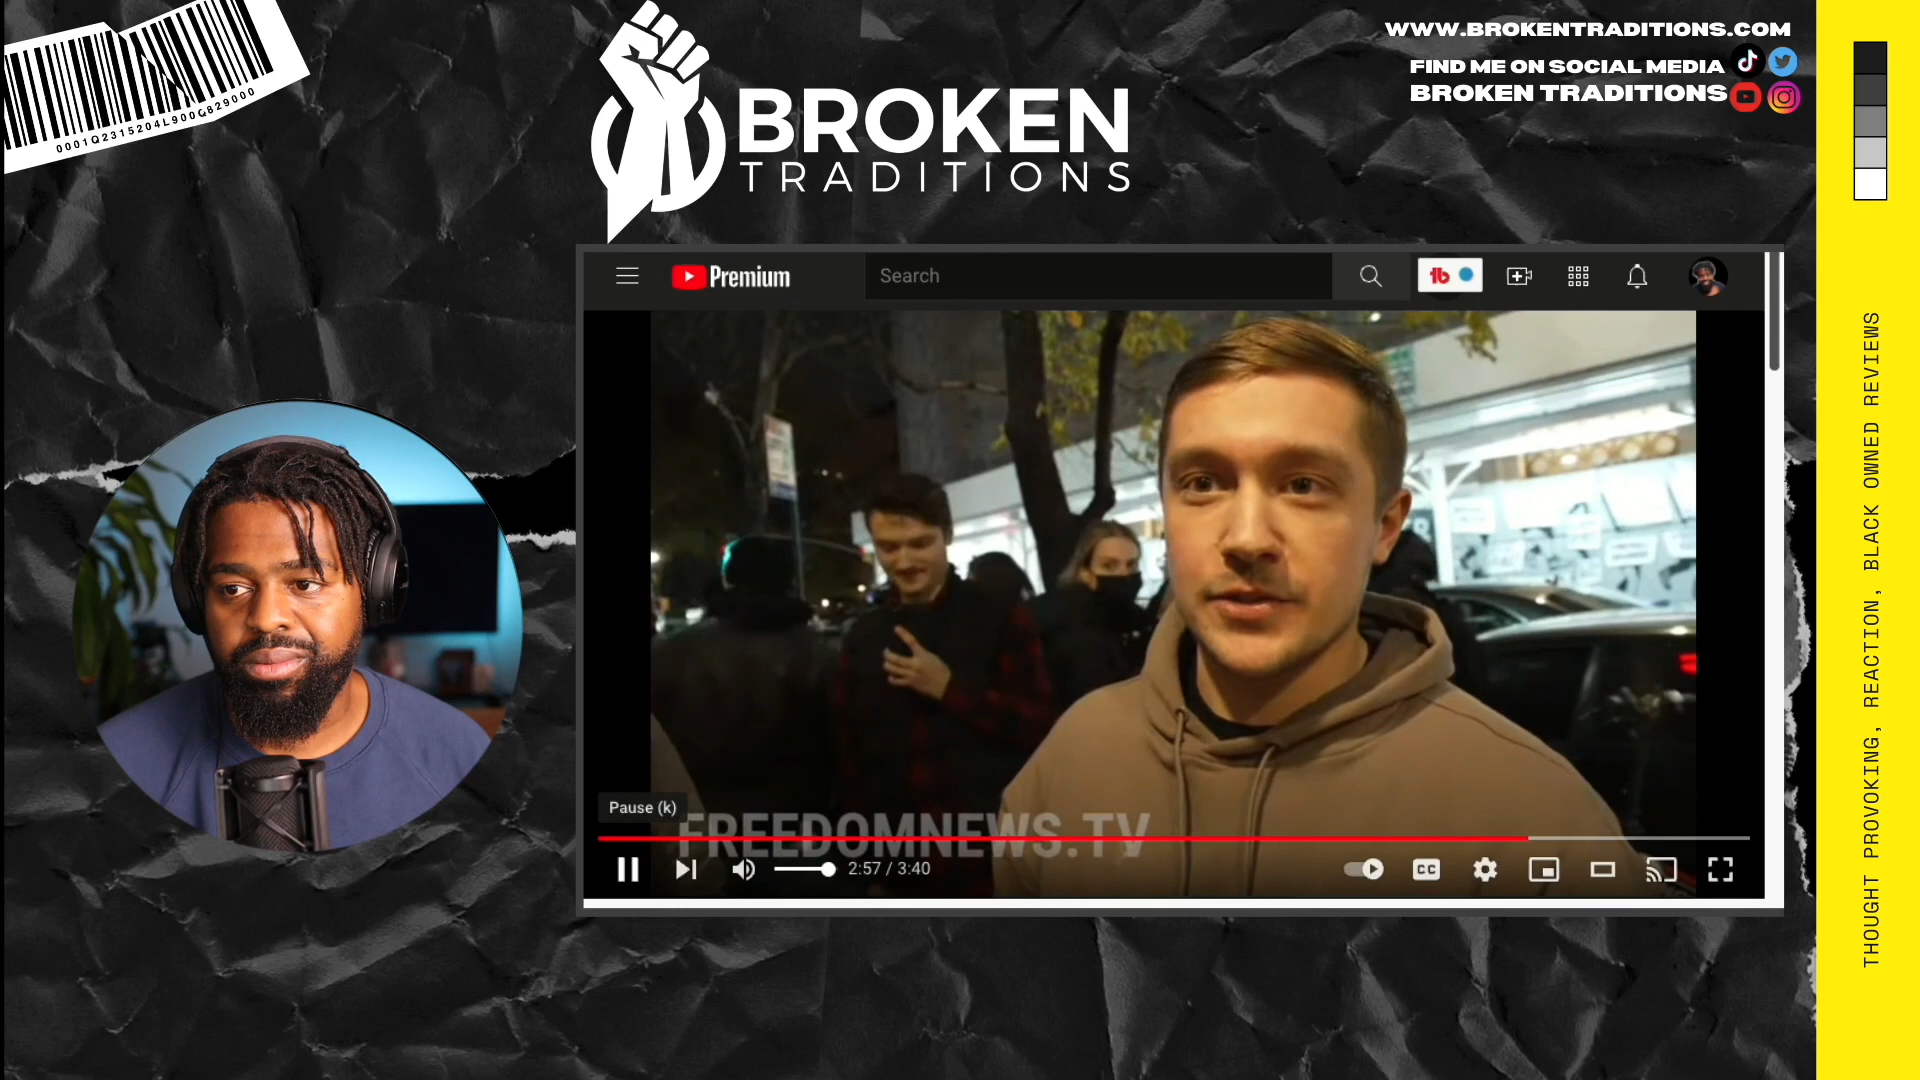 0001Q2315204L900Q829000
BROKEN
TRADITIONS
WWW.BROKENTRADITIONS.COM
FIND ME ON SOCIAL MEDIA
BROKEN TRADITIONS
Premium
Search
Pause (k)
FREEDOMNEWS.TV
2:57 / 3:40
CC
THOUGHT PROVOKING, REACTION, BLACK OWNED REVIEWS